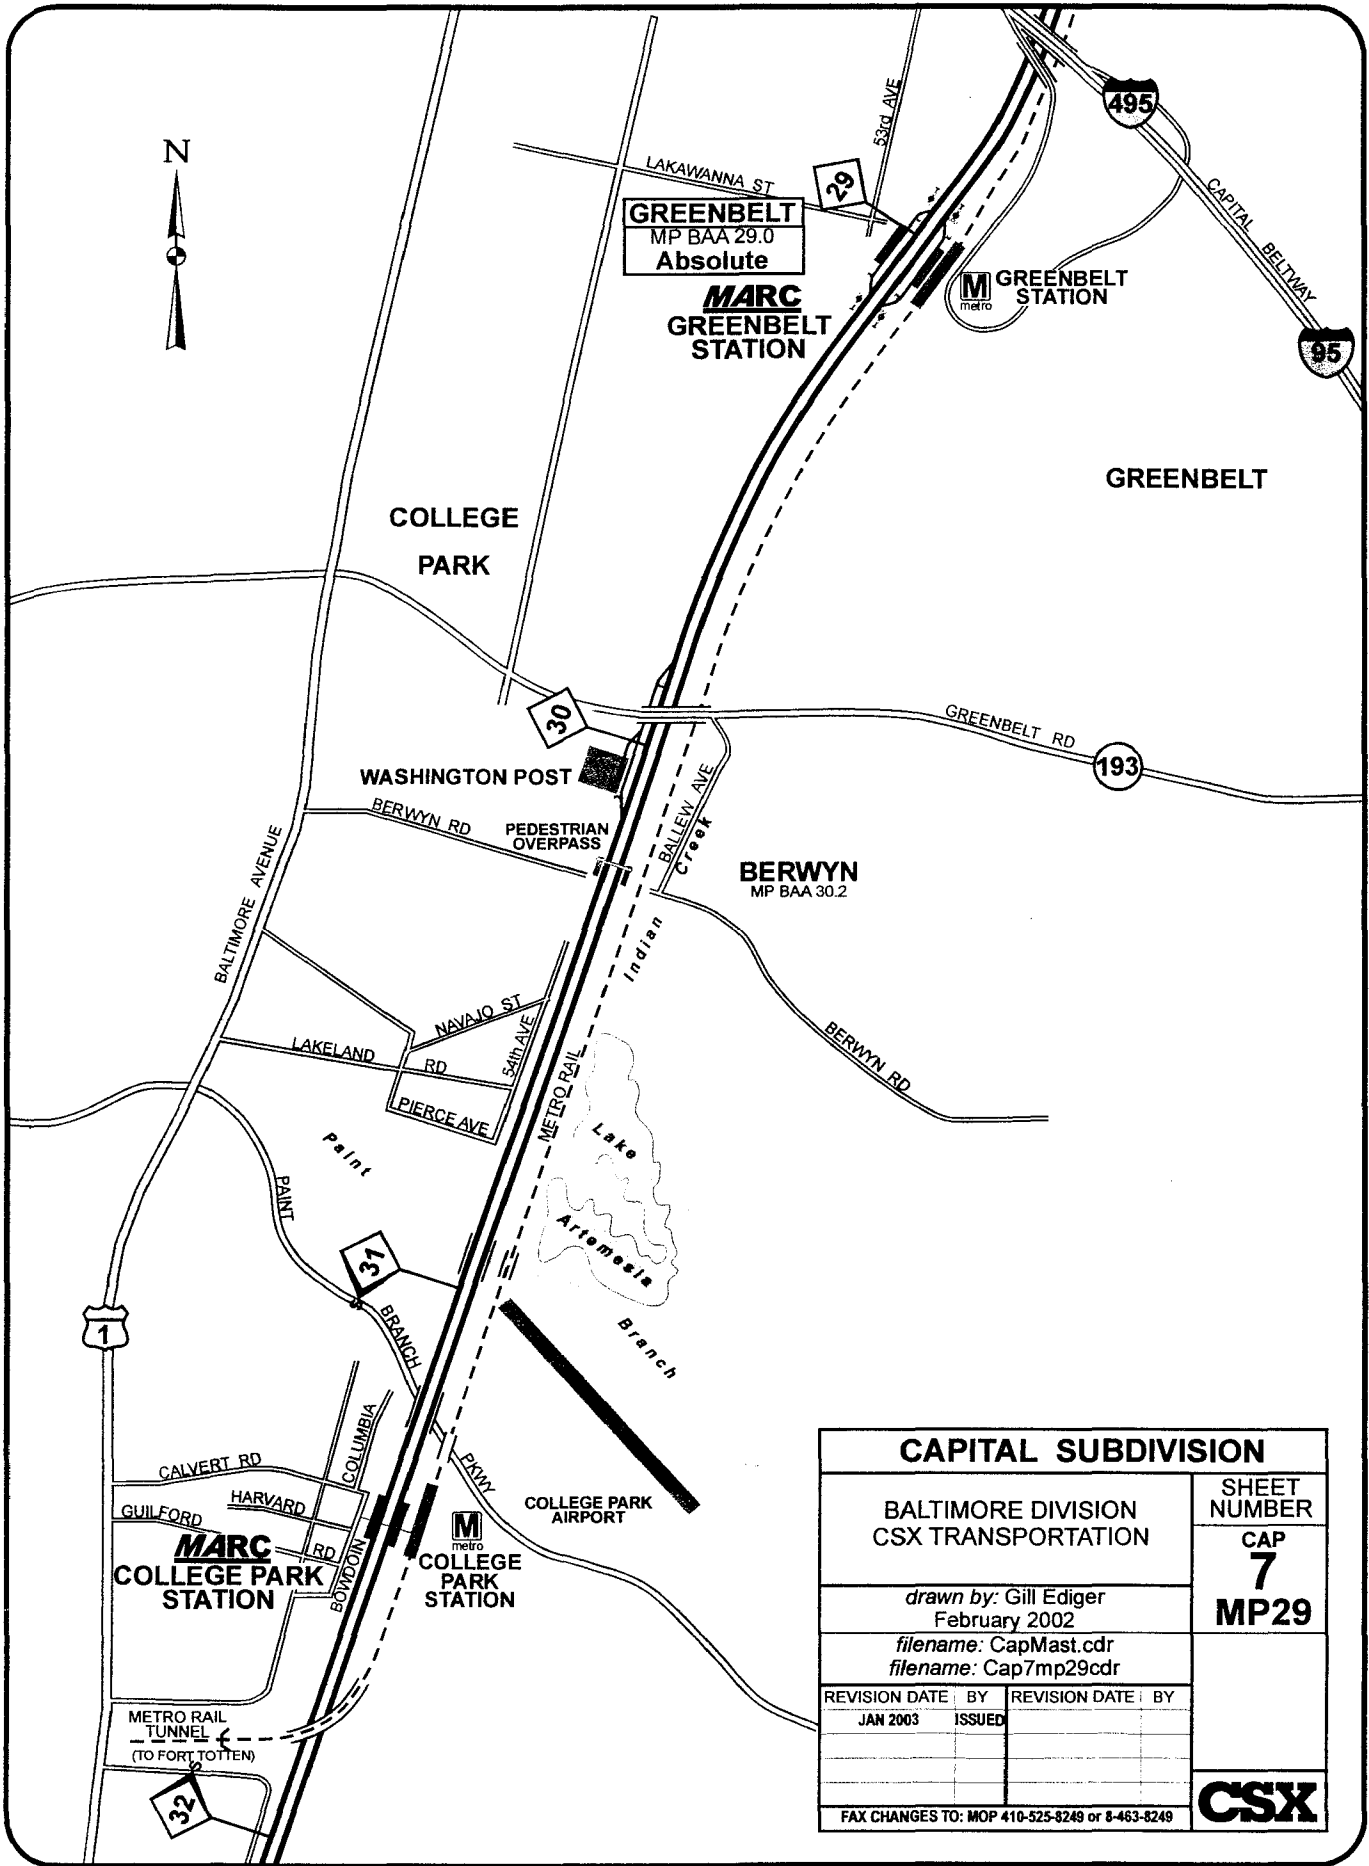 N
495
53rd AVE
LAKAWANNA ST
29
CAPITAL BELTWAY
GREENBELT
MP BAA 29.0
Absolute
MARC
GREENBELT
STATION
M
metro
GREENBELT
STATION
95
GREENBELT
COLLEGE
PARK
30
GREENBELT RD
193
WASHINGTON POST
BERWYN RD
PEDESTRIAN
OVERPASS
BALLEW AVE
Creek
BERWYN
MP BAA 30.2
BALTIMORE AVENUE
Indian
NAVAJO ST
54th AVE
LAKELAND RD
METRO RAIL
BERWYN RD
PIERCE AVE
Paint
Lake
PAINT
Artemesia
31
S
Branch
1
BRANCH
COLUMBIA
CALVERT RD
PKWY
HARVARD
GUILFORD
RD
COLLEGE PARK
AIRPORT
MARC
COLLEGE PARK
STATION
BOWDOIN
M
metro
COLLEGE
PARK
STATION
METRO RAIL
TUNNEL
(TO FORT TOTTEN)
S
32
CAPITAL SUBDIVISION
BALTIMORE DIVISION
CSX TRANSPORTATION
SHEET
NUMBER
CAP
7
MP29
drawn by: Gill Ediger
February 2002
filename: CapMast.cdr
filename: Cap7mp29cdr
REVISION DATE BY REVISION DATE BY
JAN 2003 ISSUED
FAX CHANGES TO: MOP 410-525-8249 or 8-463-8249
CSX